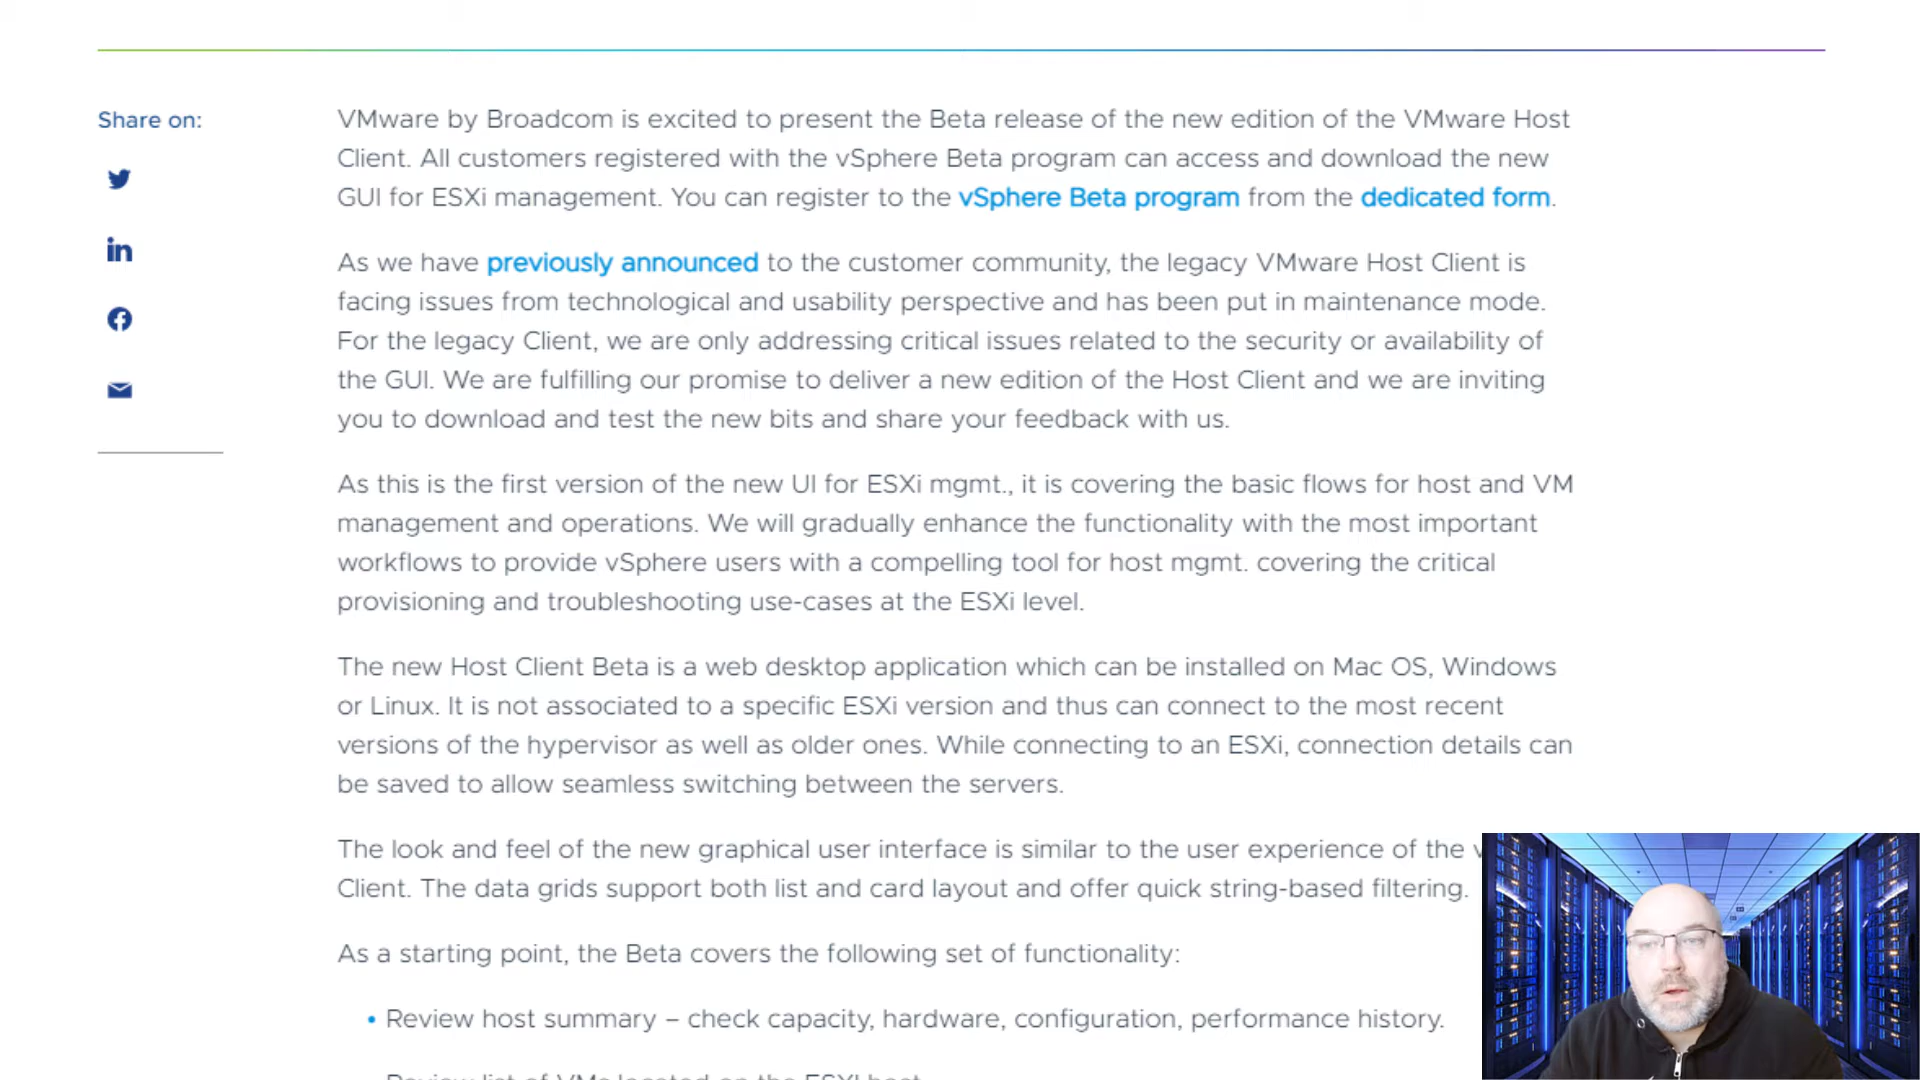 Share on:
VMware by Broadcom is excited to present the Beta release of the new edition of the VMware Host
Client. All customers registered with the vSphere Beta program can access and download the new
GUI for ESXi management. You can register to the vSphere Beta program from the dedicated form.
As we have previously announced to the customer community, the legacy VMware Host Client is
facing issues from technological and usability perspective and has been put in maintenance mode.
For the legacy Client, we are only addressing critical issues related to the security or availability of
the GUI. We are fulfilling our promise to deliver a new edition of the Host Client and we are inviting
you to download and test the new bits and share your feedback with us.
As this is the first version of the new UI for ESXi mgmt., it is covering the basic flows for host and VM
management and operations. We will gradually enhance the functionality with the most important
workflows to provide vSphere users with a compelling tool for host mgmt. covering the critical
provisioning and troubleshooting use-cases at the ESXi level.
The new Host Client Beta is a web desktop application which can be installed on Mac OS, Windows
or Linux. It is not associated to a specific ESXi version and thus can connect to the most recent
versions of the hypervisor as well as older ones. While connecting to an ESXi, connection details can
be saved to allow seamless switching between the servers.
The look and feel of the new graphical user interface is similar to the user experience of the
Client. The data grids support both list and card layout and offer quick string-based filtering.
As a starting point, the Beta covers the following set of functionality:
• Review host summary – check capacity, hardware, configuration, performance history.
Review list of VMs located on the ESXI host